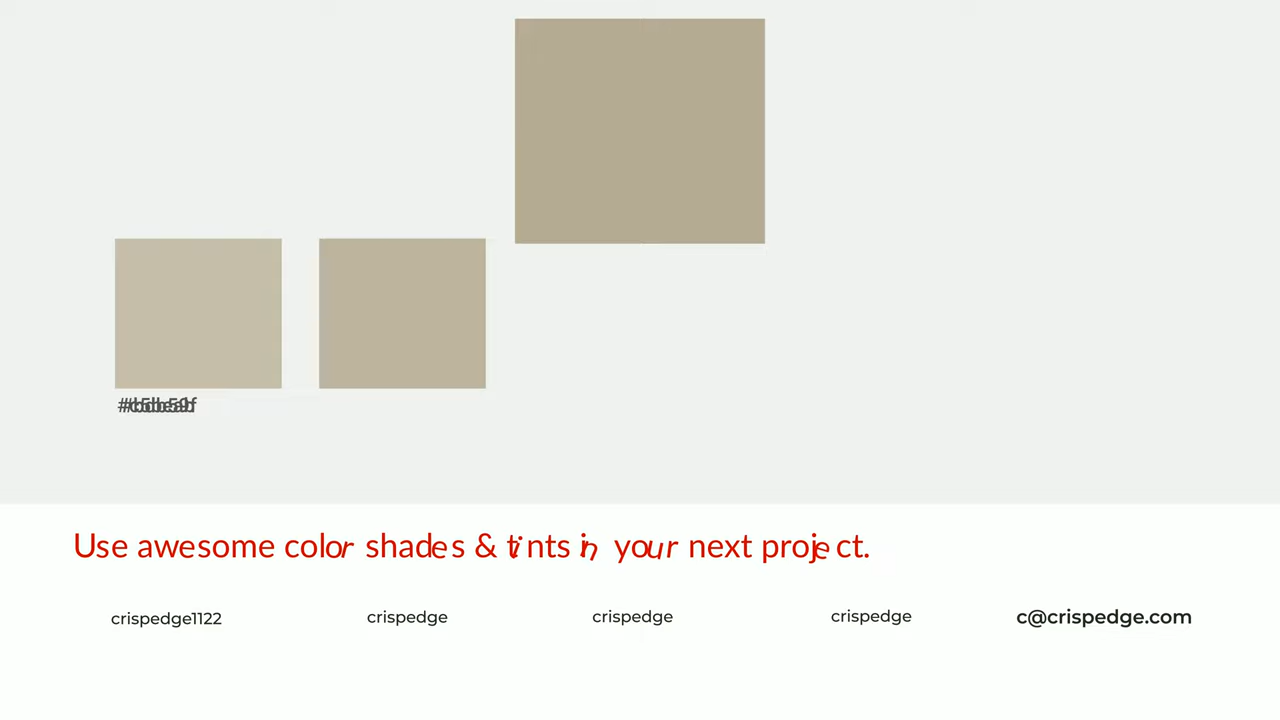 Use awesome color shades & tints in your next project.
crispedge1122 crispedge crispedge crispedge c@crispedge.com